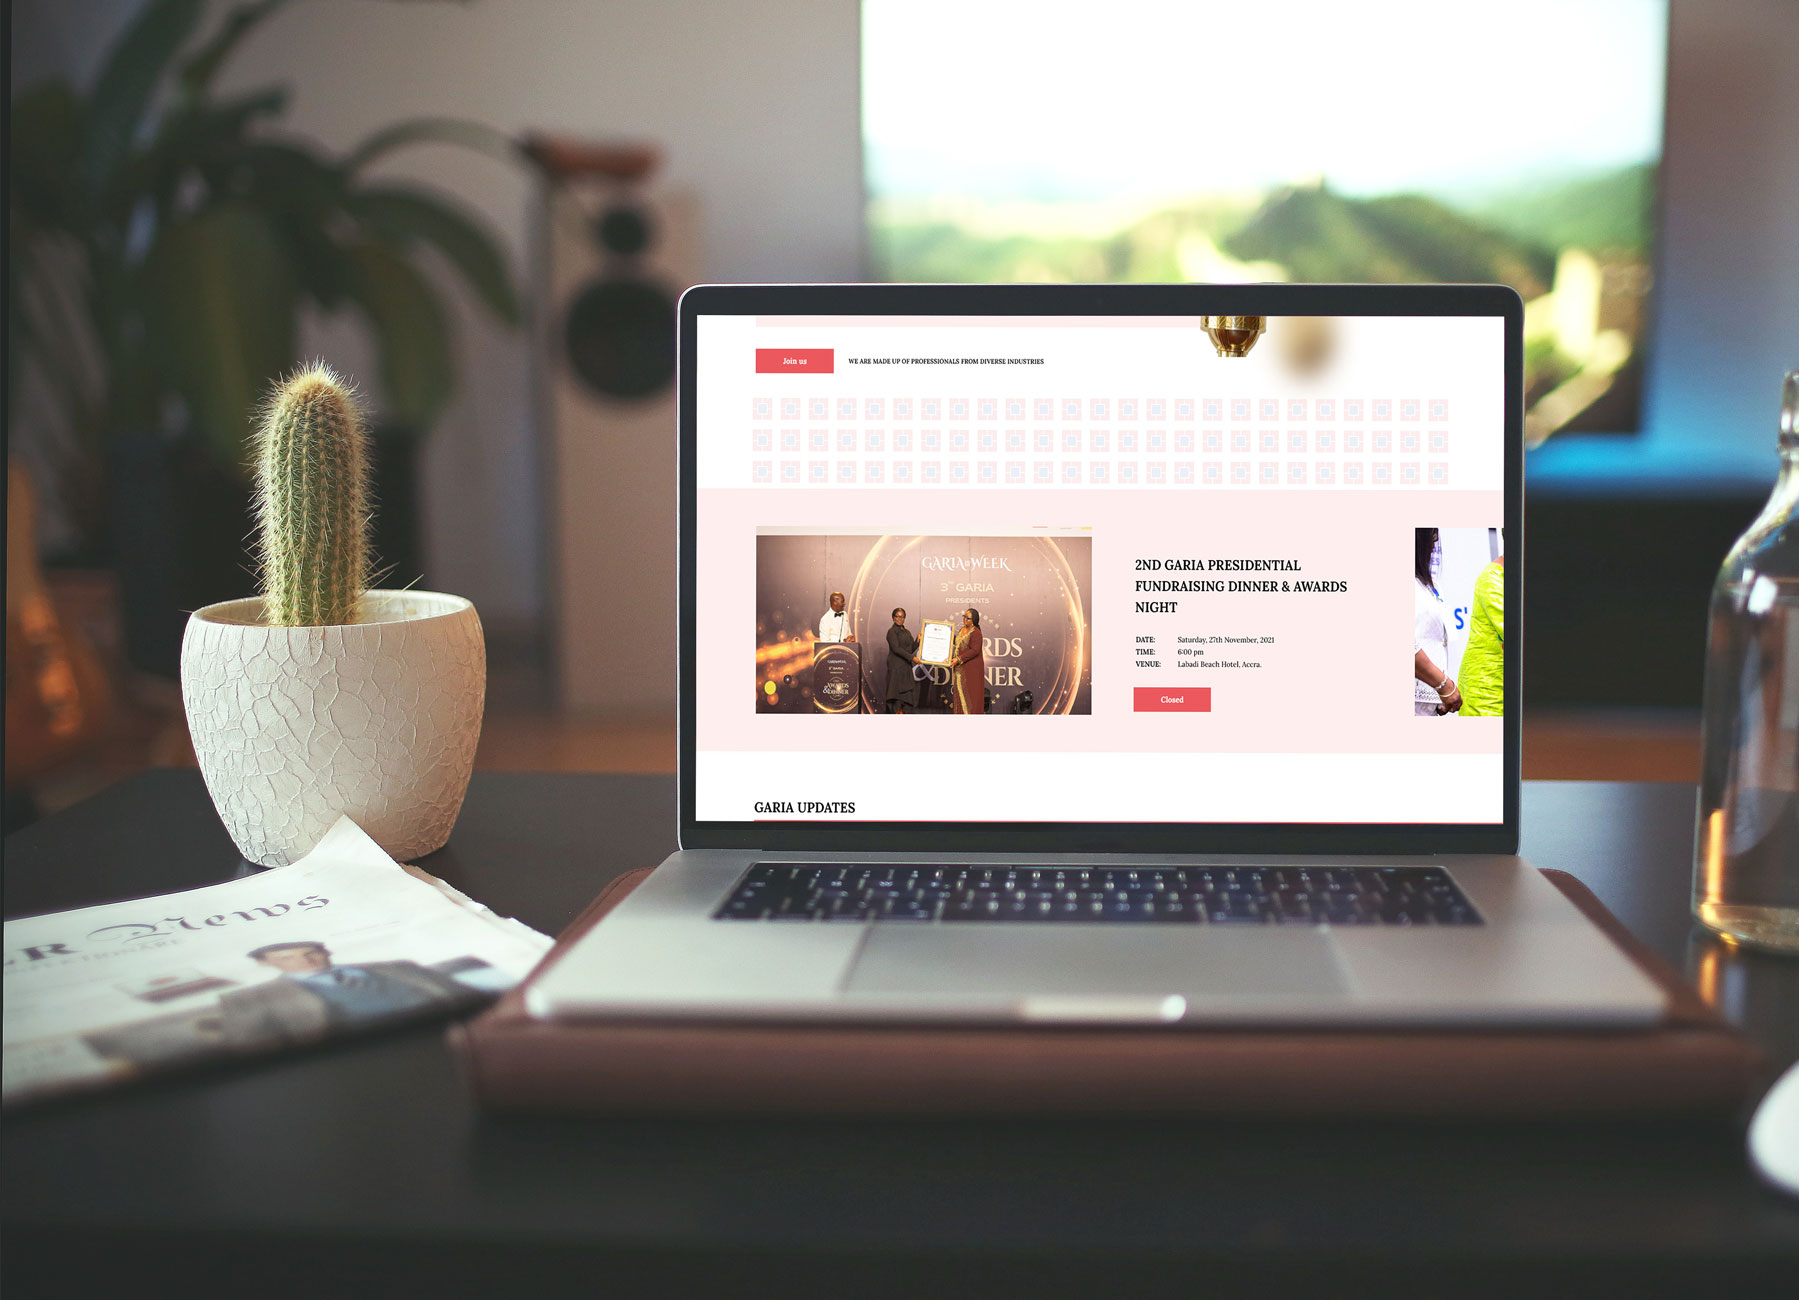 Join us
WE ARE MADE UP OF PROFESSIONALS FROM DIVERSE INDUSTRIES
GARIA WEEK
3RD GARIA
PRESIDENTS
AWARDS
& DINNER
2ND GARIA PRESIDENTIAL
FUNDRAISING DINNER & AWARDS
NIGHT
DATE: Saturday, 27th November, 2021
TIME: 6:00 pm
VENUE: Labadi Beach Hotel, Accra.
Closed
GARIA UPDATES
News